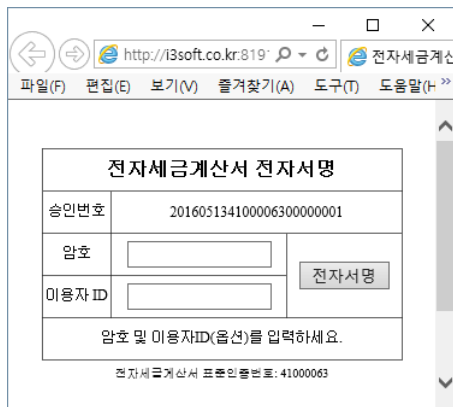 http://i3soft.co.kr:819 전자세금계산
파일(F) 편집(E) 보기(V) 즐겨찾기(A) 도구(T) 도움말(H
전자세금계산서 전자서명
승인번호 201605134100006300000001
암호
전자서명
이용자 ID
암호 및 이용자ID(옵션)를 입력하세요.
전자세금계산서 표준인증번호: 41000063